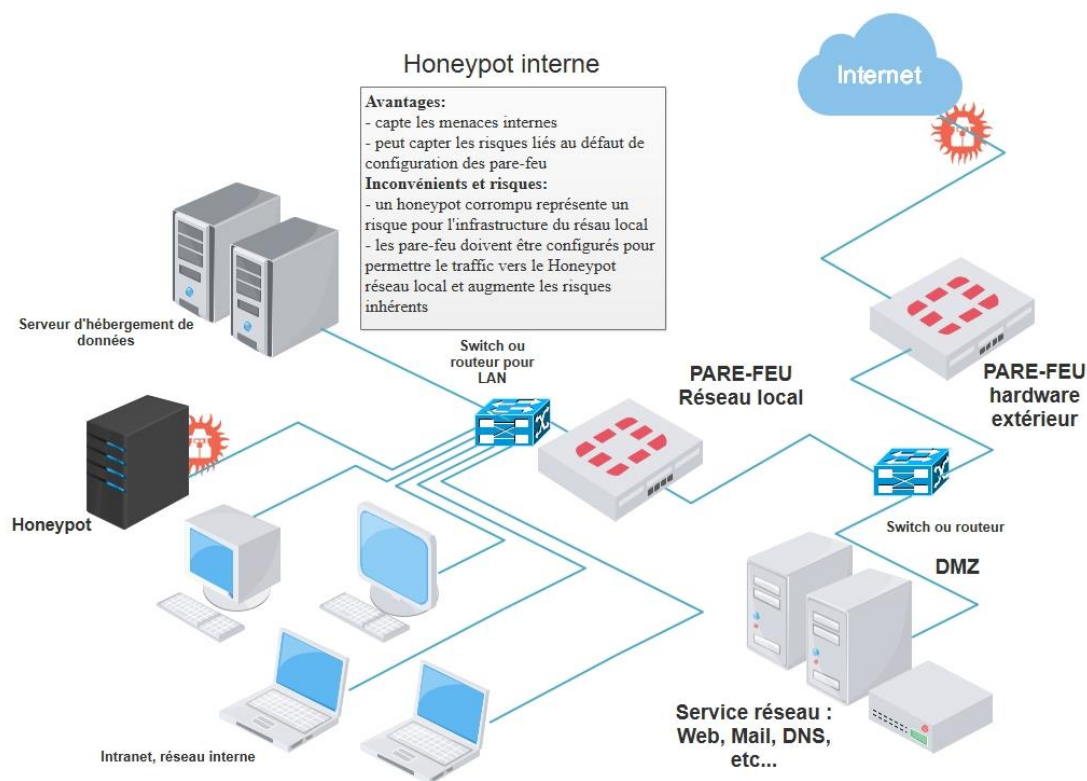 Honeypot interne
Internet
Avantages:
- capte les menaces internes
- peut capter les risques liés au défaut de
configuration des pare-feu
Inconvénients et risques:
- un honeypot corrompu représente un
risque pour l'infrastructure du résau local
- les pare-feu doivent être configurés pour
permettre le traffic vers le Honeypot
réseau local et augmente les risques
inhérents
Serveur d'hébergement de
données
Switch ou
routeur pour
LAN
PARE-FEU
Réseau local
PARE-FEU
hardware
extérieur
Honeypot
Switch ou routeur
DMZ
Service réseau :
Web, Mail, DNS,
etc...
Intranet, réseau interne